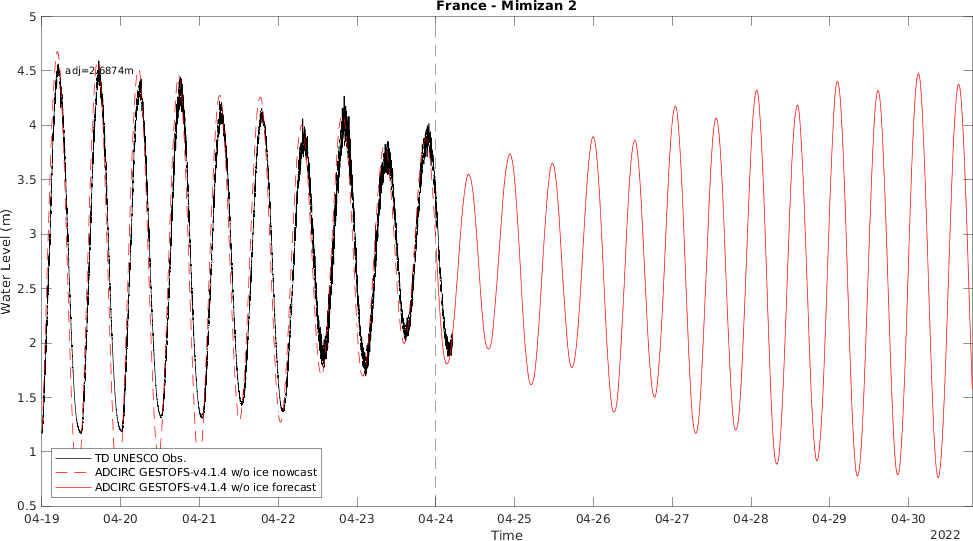 France - Mimizan 2
5
4.5
4
3.5
3
2.5
2
1.5
1
0.5
Water Level (m)
adj=2.6874m
TD UNESCO Obs.
ADCIRC GESTOFS-v4.1.4 w/o ice nowcast
ADCIRC GESTOFS-v4.1.4 w/o ice forecast
04-19 04-20 04-21 04-22 04-23 04-24 04-25 04-26 04-27 04-28 04-29 04-30
Time
2022